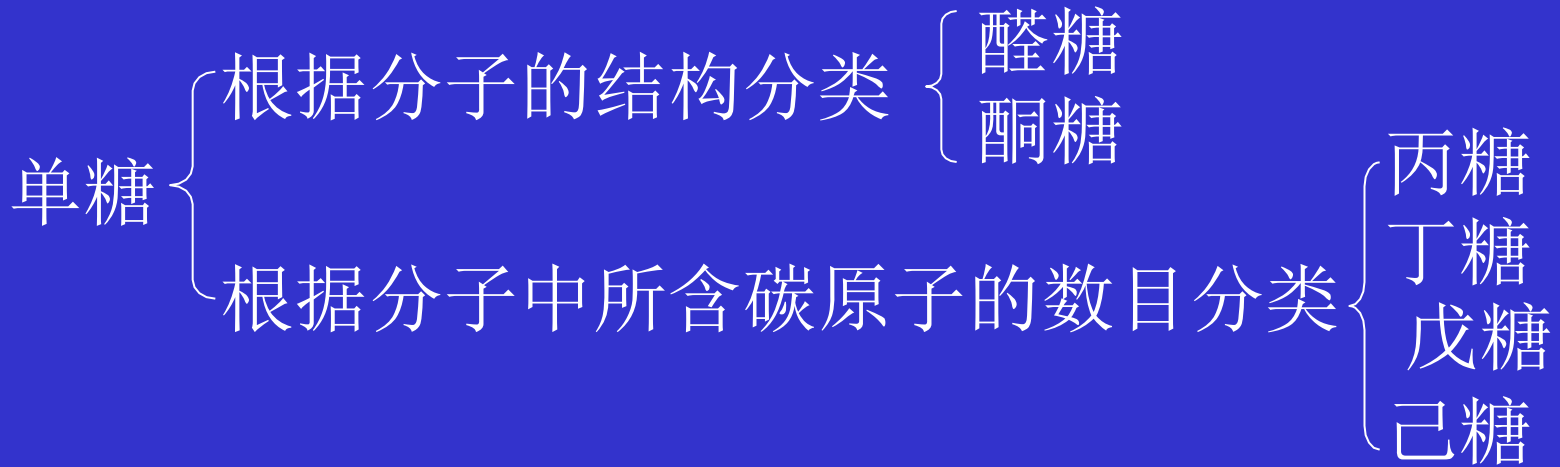 单糖
根据分子的结构分类
醛糖
酮糖
根据分子中所含碳原子的数目分类
丙糖
丁糖
戊糖
己糖